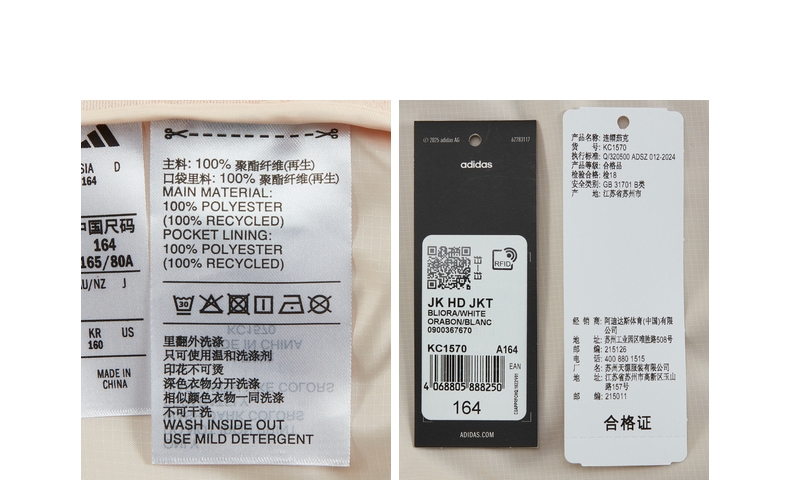 SIA D
164
中国尺码
164
165/80A
AU/NZ J
KR US
160
MADE IN
CHINA
主料: 100% 聚酯纤维(再生)
口袋里料: 100% 聚酯纤维(再生)
MAIN MATERIAL:
100% POLYESTER
(100% RECYCLED)
POCKET LINING:
100% POLYESTER
(100% RECYCLED)
30
里翻外洗涤
只可使用温和洗涤剂
印花不可烫
深色衣物分开洗涤
相似颜色衣物一同洗涤
不可干洗
WASH INSIDE OUT
USE MILD DETERGENT
(C) 2025 adidas AG
adidas
RFID
JK HD JKT
BLIORA/WHITE
ORABON/BLANC
0900367670
KC1570 A164
EAN
4 068805 888250
164
ADIDAS.COM
产品名称: 连帽茄克
货 号: KC1570
执行标准: Q/320500 ADSZ 012-2024
产品等级: 合格品
检验合格: 检18
安全类别: GB 31701 B类
产 地: 江苏省苏州市
经 销 商: 阿迪达斯体育(中国)有限
公司
地 址: 苏州工业园区唯胜路508号
邮 编: 215126
电 话: 400 880 1515
厂 名: 苏州天源服装有限公司
地 址: 江苏省苏州市高新区玉山
路157号
邮 编: 215011
合格证